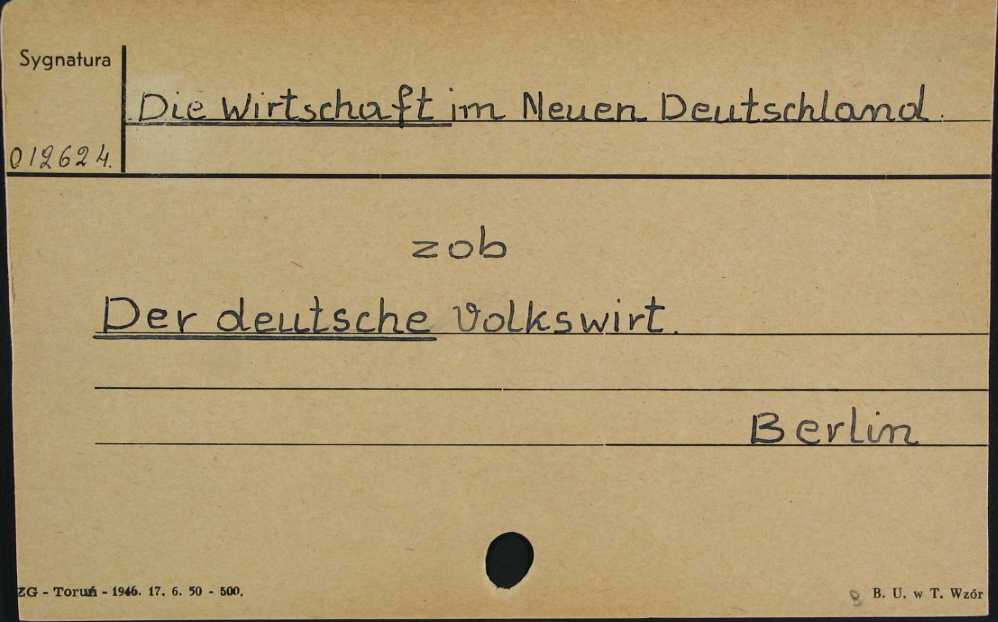 Sygnatura
Die Wirtschaft im Neuen Deutschland.
012624.
zob
Der deutsche Volkswirt.
Berlin
ZG - Toruń - 1946. 17. 6. 50 - 500.
B. U. w T. Wzór